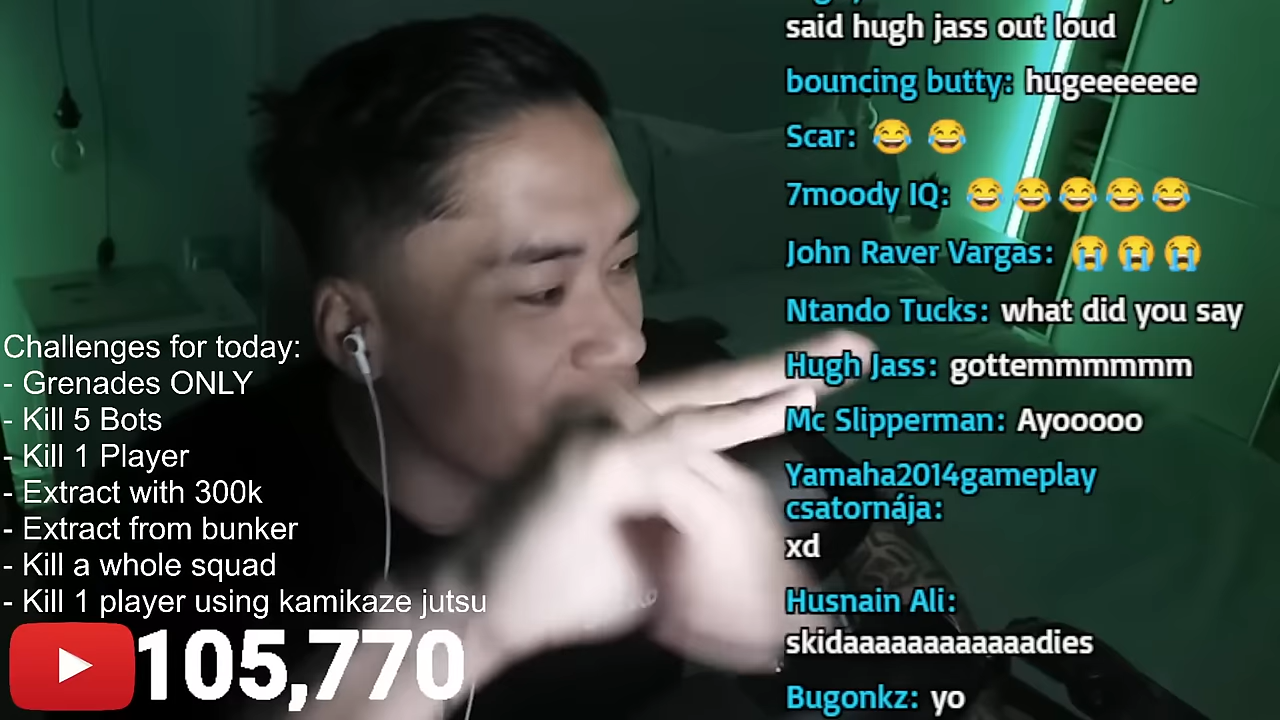 said hugh jass out loud
bouncing butty: hugeeeeeee
Scar: 😂 😂
7moody IQ: 😂😂😂😂😂
John Raver Vargas: 😭😭😭
Ntando Tucks: what did you say
Hugh Jass: gottemmmmmm
Mc Slipperman: Ayooooo
Yamaha2014gameplay
csatornája:
xd
Husnain Ali:
skidaaaaaaaaaaaadies
Bugonkz: yo
Challenges for today:
- Grenades ONLY
- Kill 5 Bots
- Kill 1 Player
- Extract with 300k
- Extract from bunker
- Kill a whole squad
- Kill 1 player using kamikaze jutsu
105,770